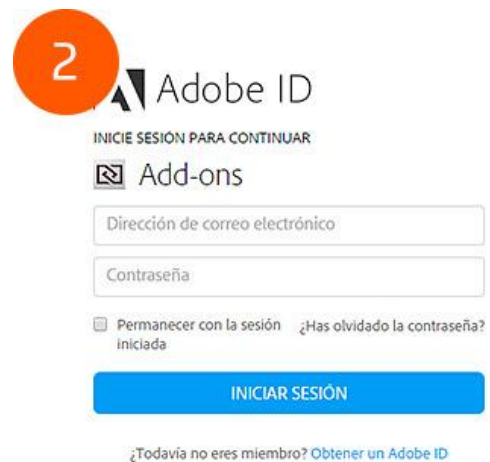 2
Adobe ID
INICIE SESIÓN PARA CONTINUAR
Add-ons
Dirección de correo electrónico
Contraseña
Permanecer con la sesión
iniciada
¿Has olvidado la contraseña?
INICIAR SESIÓN
¿Todavía no eres miembro? Obtener un Adobe ID